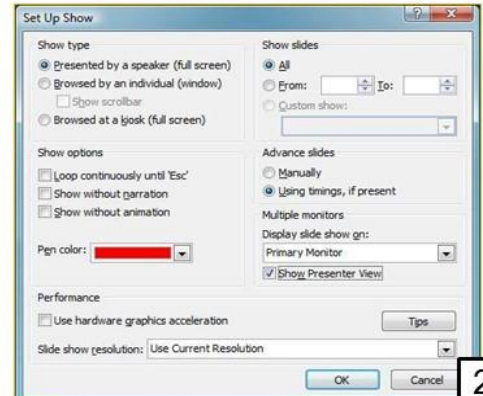 Set Up Show
Show type
Presented by a speaker (full screen)
Browsed by an individual (window)
Show scrollbar
Browsed at a kiosk (full screen)
Show slides
All
From: To:
Custom show:
Show options
Loop continuously until 'Esc'
Show without narration
Show without animation
Pen color:
Advance slides
Manually
Using timings, if present
Multiple monitors
Display slide show on:
Primary Monitor
Show Presenter View
Performance
Use hardware graphics acceleration
Tips
Slide show resolution: Use Current Resolution
OK Cancel
2